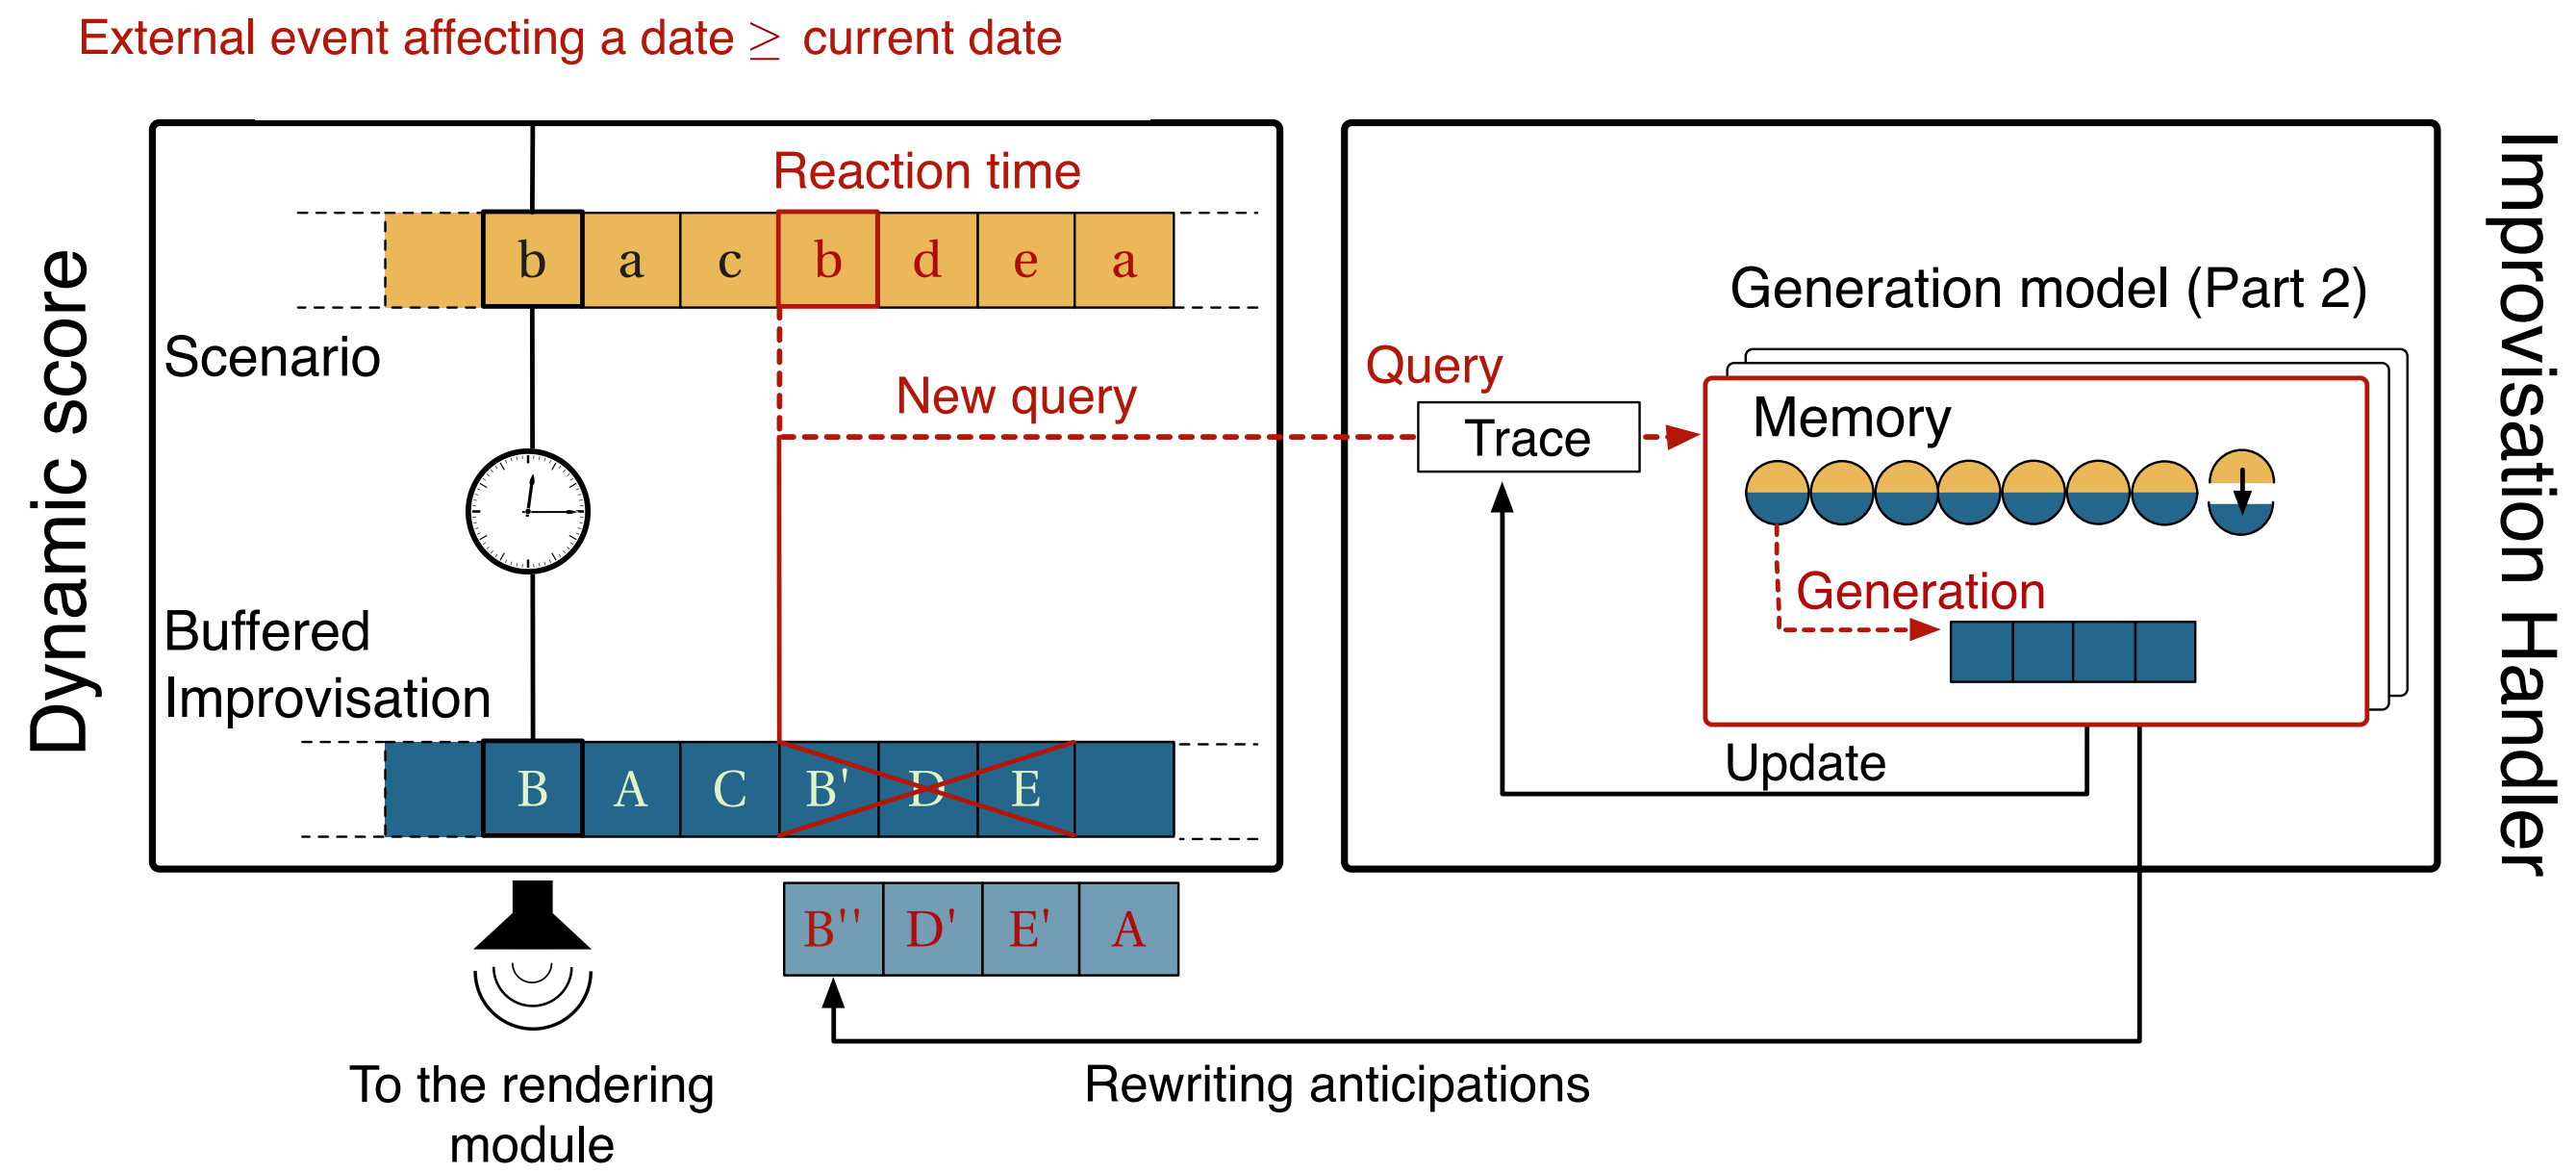 External event affecting a date ≥ current date
Dynamic score
Reaction time
b a c b d e a
Scenario
New query
Buffered
Improvisation
B A C B' D E
B'' D' E' A
To the rendering
module
Improvisation Handler
Generation model (Part 2)
Query
Trace
Memory
Generation
Update
Rewriting anticipations